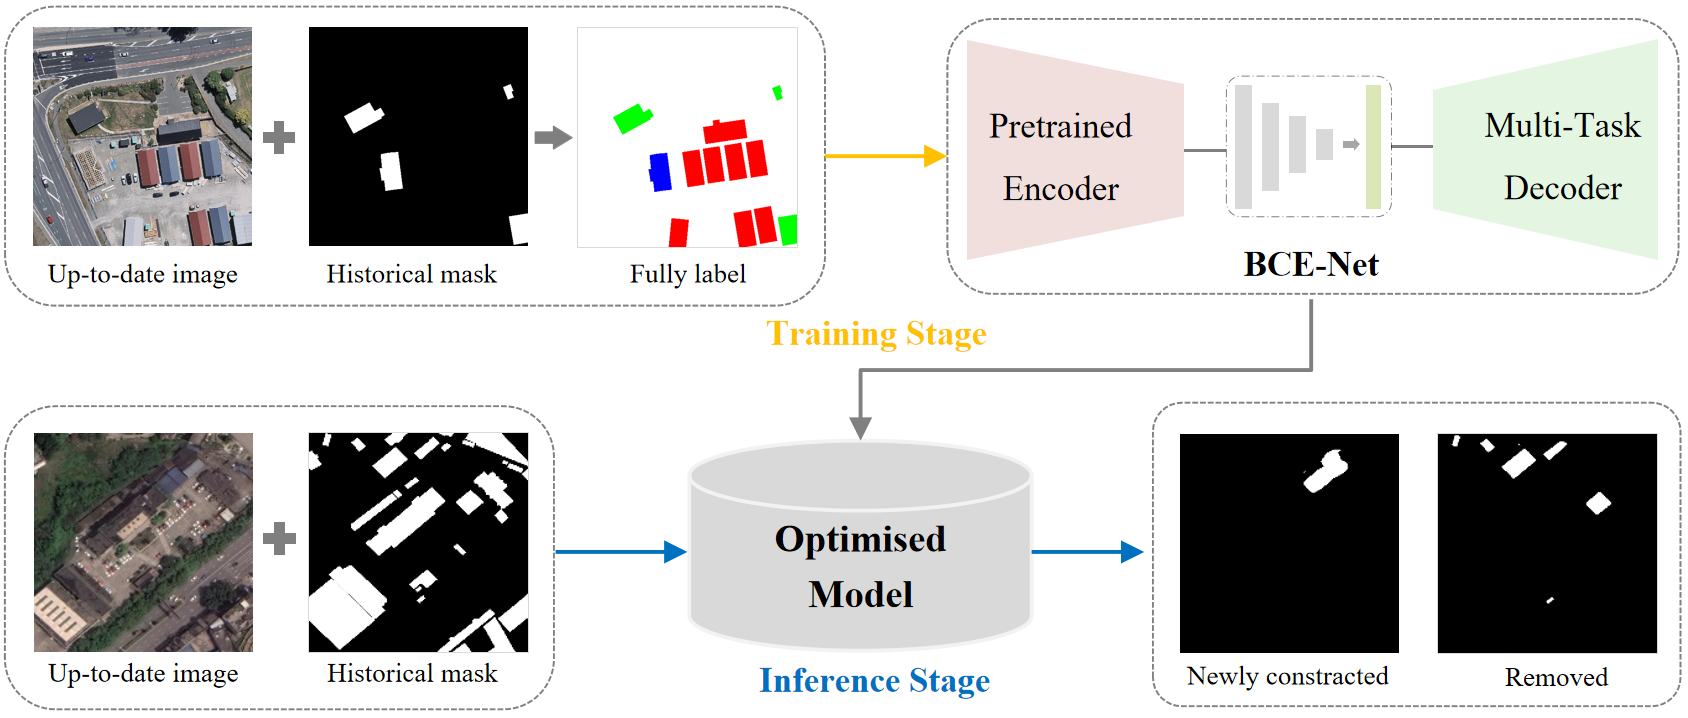 Up-to-date image
Historical mask
Fully label
Pretrained
Encoder
Multi-Task
Decoder
BCE-Net
Training Stage
Optimised
Model
Up-to-date image
Historical mask
Inference Stage
Newly constracted
Removed